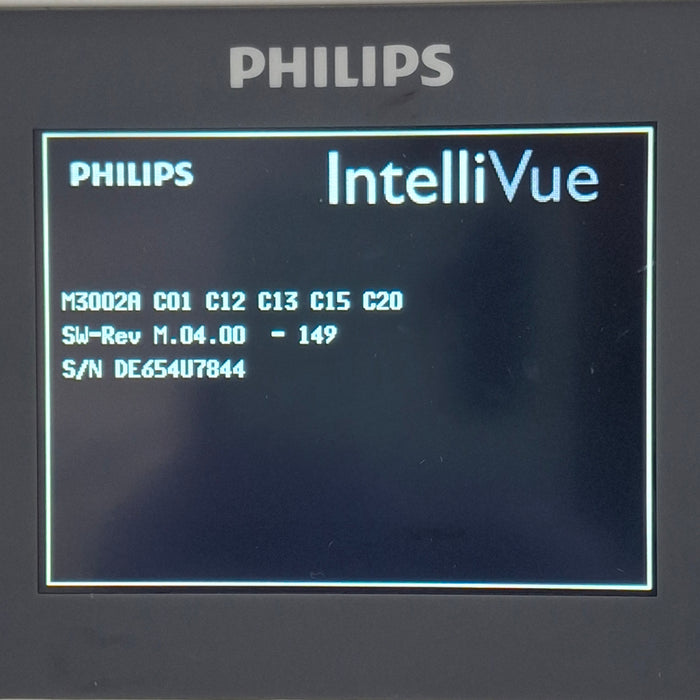 PHILIPS
PHILIPS IntelliVue
M3002A C01 C12 C13 C15 C20
SW-Rev M.04.00 - 149
S/N DE654U7844